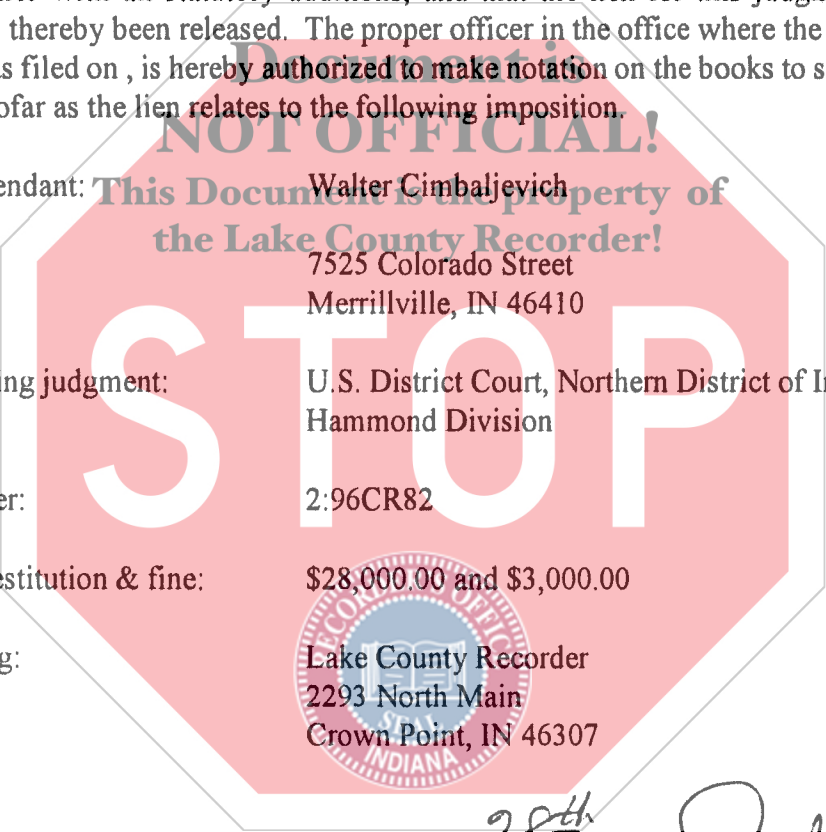 thereby been released. The proper officer in the office where the
s filed on , is hereby authorized to make notation on the books to s
ofar as the lien relates to the following imposition.
Document is
NOT OFFICIAL!
This Document is the property of
the Lake County Recorder!
STOP
endant: Walter Cimbaljevich
7525 Colorado Street
Merrillville, IN 46410
ing judgment: U.S. District Court, Northern District of I
Hammond Division
er: 2:96CR82
estitution & fine: $28,000.00 and $3,000.00
g: Lake County Recorder
2293 North Main
Crown Point, IN 46307
SEAL
INDIANA
28th